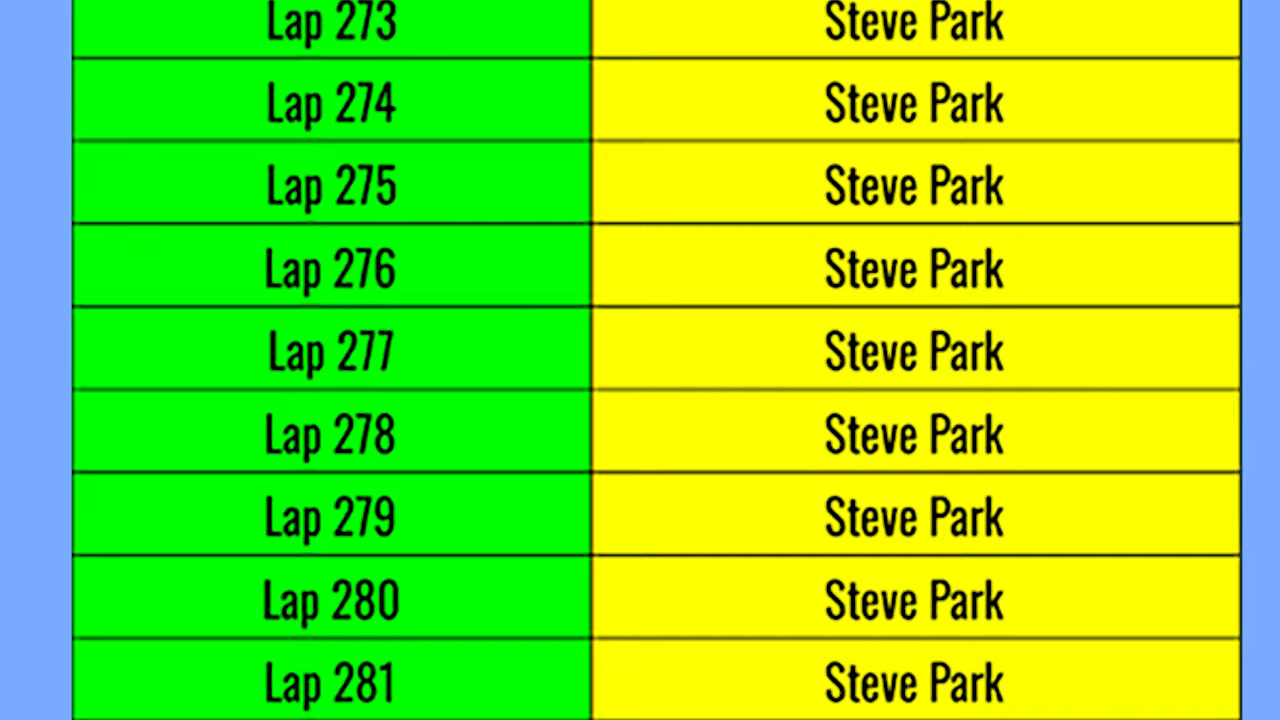 Lap 273 Steve Park
Lap 274 Steve Park
Lap 275 Steve Park
Lap 276 Steve Park
Lap 277 Steve Park
Lap 278 Steve Park
Lap 279 Steve Park
Lap 280 Steve Park
Lap 281 Steve Park